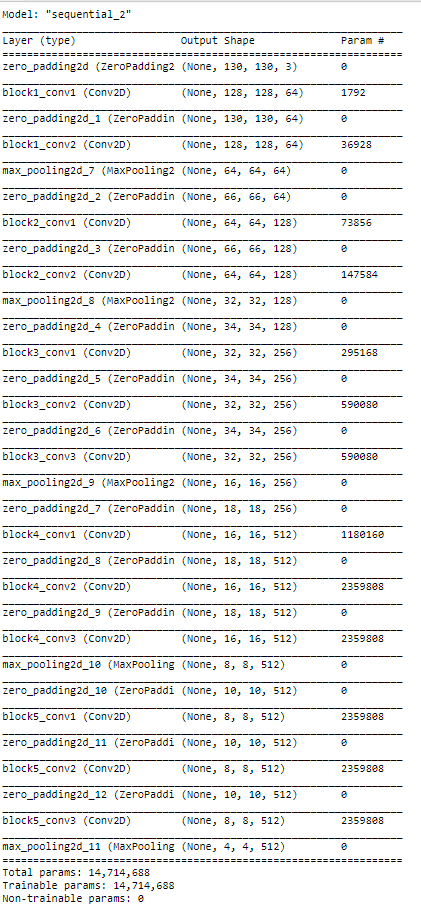 Model: "sequential_2"
Layer (type) Output Shape Param #
zero_padding2d (ZeroPadding2 (None, 130, 130, 3) 0
block1_conv1 (Conv2D) (None, 128, 128, 64) 1792
zero_padding2d_1 (ZeroPaddin (None, 130, 130, 64) 0
block1_conv2 (Conv2D) (None, 128, 128, 64) 36928
max_pooling2d_7 (MaxPooling2 (None, 64, 64, 64) 0
zero_padding2d_2 (ZeroPaddin (None, 66, 66, 64) 0
block2_conv1 (Conv2D) (None, 64, 64, 128) 73856
zero_padding2d_3 (ZeroPaddin (None, 66, 66, 128) 0
block2_conv2 (Conv2D) (None, 64, 64, 128) 147584
max_pooling2d_8 (MaxPooling2 (None, 32, 32, 128) 0
zero_padding2d_4 (ZeroPaddin (None, 34, 34, 128) 0
block3_conv1 (Conv2D) (None, 32, 32, 256) 295168
zero_padding2d_5 (ZeroPaddin (None, 34, 34, 256) 0
block3_conv2 (Conv2D) (None, 32, 32, 256) 590080
zero_padding2d_6 (ZeroPaddin (None, 34, 34, 256) 0
block3_conv3 (Conv2D) (None, 32, 32, 256) 590080
max_pooling2d_9 (MaxPooling2 (None, 16, 16, 256) 0
zero_padding2d_7 (ZeroPaddin (None, 18, 18, 256) 0
block4_conv1 (Conv2D) (None, 16, 16, 512) 1180160
zero_padding2d_8 (ZeroPaddin (None, 18, 18, 512) 0
block4_conv2 (Conv2D) (None, 16, 16, 512) 2359808
zero_padding2d_9 (ZeroPaddin (None, 18, 18, 512) 0
block4_conv3 (Conv2D) (None, 16, 16, 512) 2359808
max_pooling2d_10 (MaxPooling (None, 8, 8, 512) 0
zero_padding2d_10 (ZeroPaddi (None, 10, 10, 512) 0
block5_conv1 (Conv2D) (None, 8, 8, 512) 2359808
zero_padding2d_11 (ZeroPaddi (None, 10, 10, 512) 0
block5_conv2 (Conv2D) (None, 8, 8, 512) 2359808
zero_padding2d_12 (ZeroPaddi (None, 10, 10, 512) 0
block5_conv3 (Conv2D) (None, 8, 8, 512) 2359808
max_pooling2d_11 (MaxPooling (None, 4, 4, 512) 0
Total params: 14,714,688
Trainable params: 14,714,688
Non-trainable params: 0